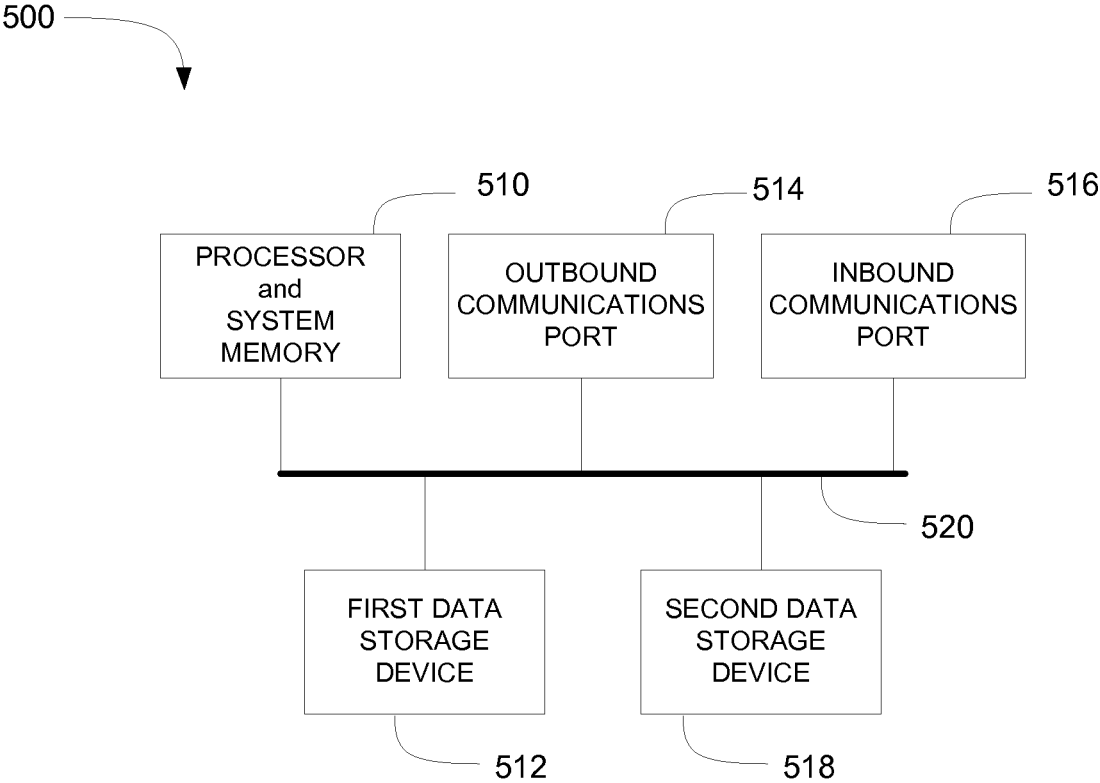 500
510
514
516
PROCESSOR
and
SYSTEM
MEMORY
OUTBOUND
COMMUNICATIONS
PORT
INBOUND
COMMUNICATIONS
PORT
520
FIRST DATA
STORAGE
DEVICE
SECOND DATA
STORAGE
DEVICE
512
518